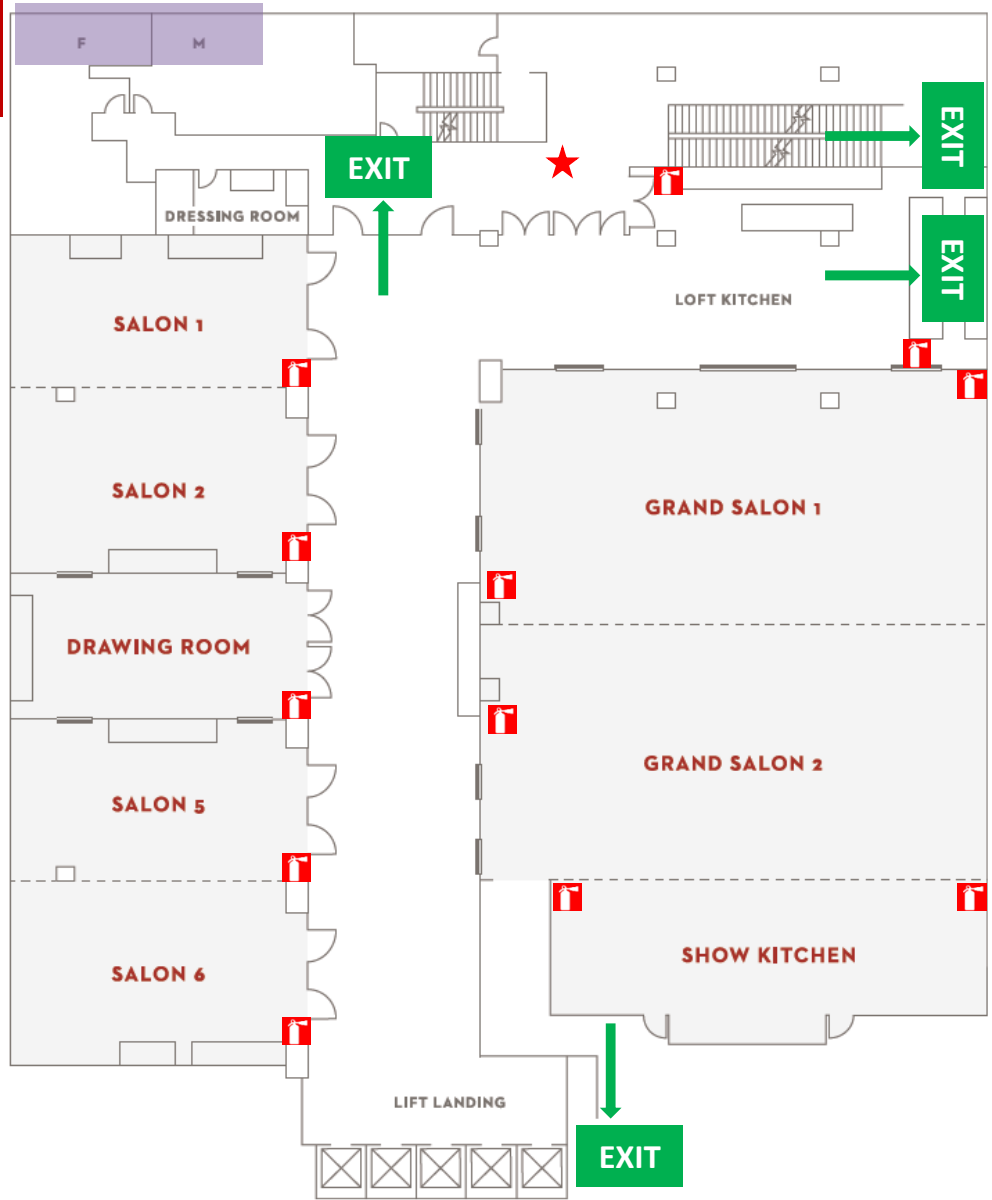 F
M
EXIT
EXIT
DRESSING ROOM
EXIT
LOFT KITCHEN
SALON 1
SALON 2
GRAND SALON 1
DRAWING ROOM
GRAND SALON 2
SALON 5
SHOW KITCHEN
SALON 6
LIFT LANDING
EXIT